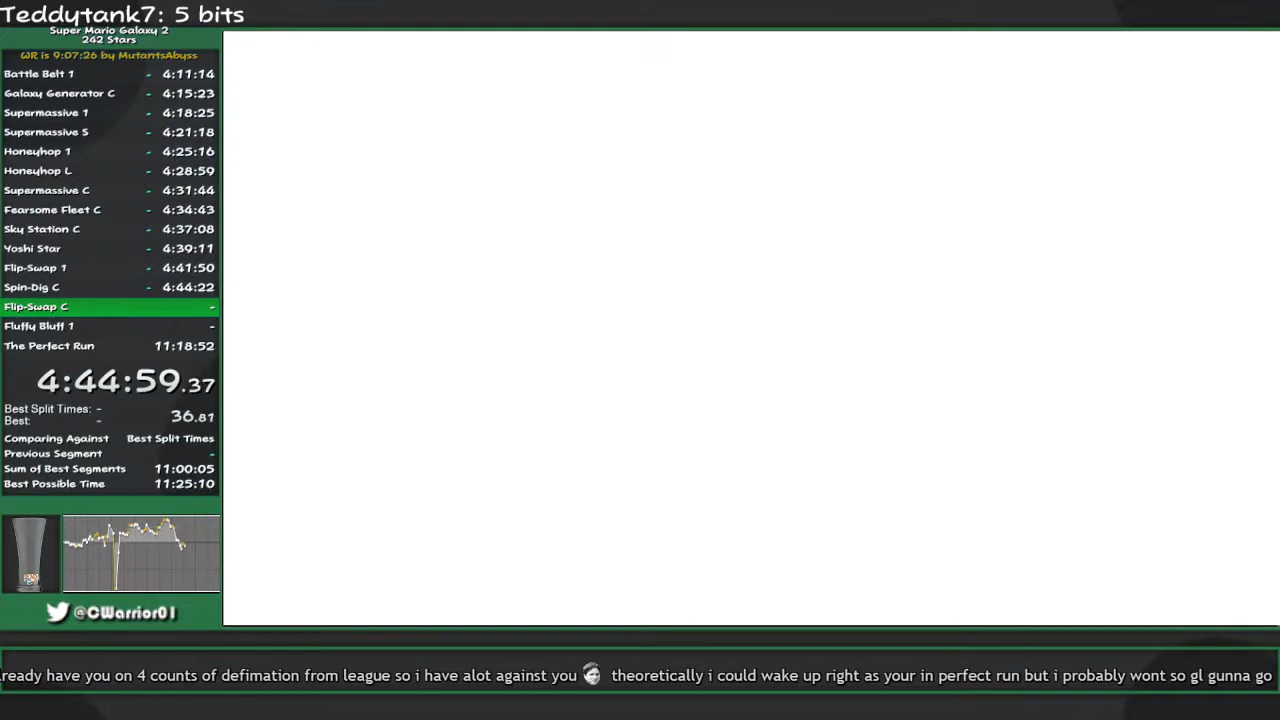 Teddytank7: 5 bits
Super Mario Galaxy 2
242 Stars
WR is 9:07:26 by MutantsAbyss
Battle Belt 1 - 4:11:14
Galaxy Generator C - 4:15:23
Supermassive 1 - 4:18:25
Supermassive S - 4:21:18
Honeyhop 1 - 4:25:16
Honeyhop L - 4:28:59
Supermassive C - 4:31:44
Fearsome Fleet C - 4:34:43
Sky Station C - 4:37:08
Yoshi Star - 4:39:11
Flip-Swap 1 - 4:41:50
Spin-Dig C - 4:44:22
Flip-Swap C -
Fluffy Bluff 1 -
The Perfect Run 11:18:52
4:44:59.37
Best Split Times: -
Best: - 36.81
Comparing Against Best Split Times
Previous Segment -
Sum of Best Segments 11:00:05
Best Possible Time 11:25:10
@CWarrior01
ready have you on 4 counts of defimation from league so i have alot against you theoretically i could wake up right as your in perfect run but i probably wont so gl gunna go